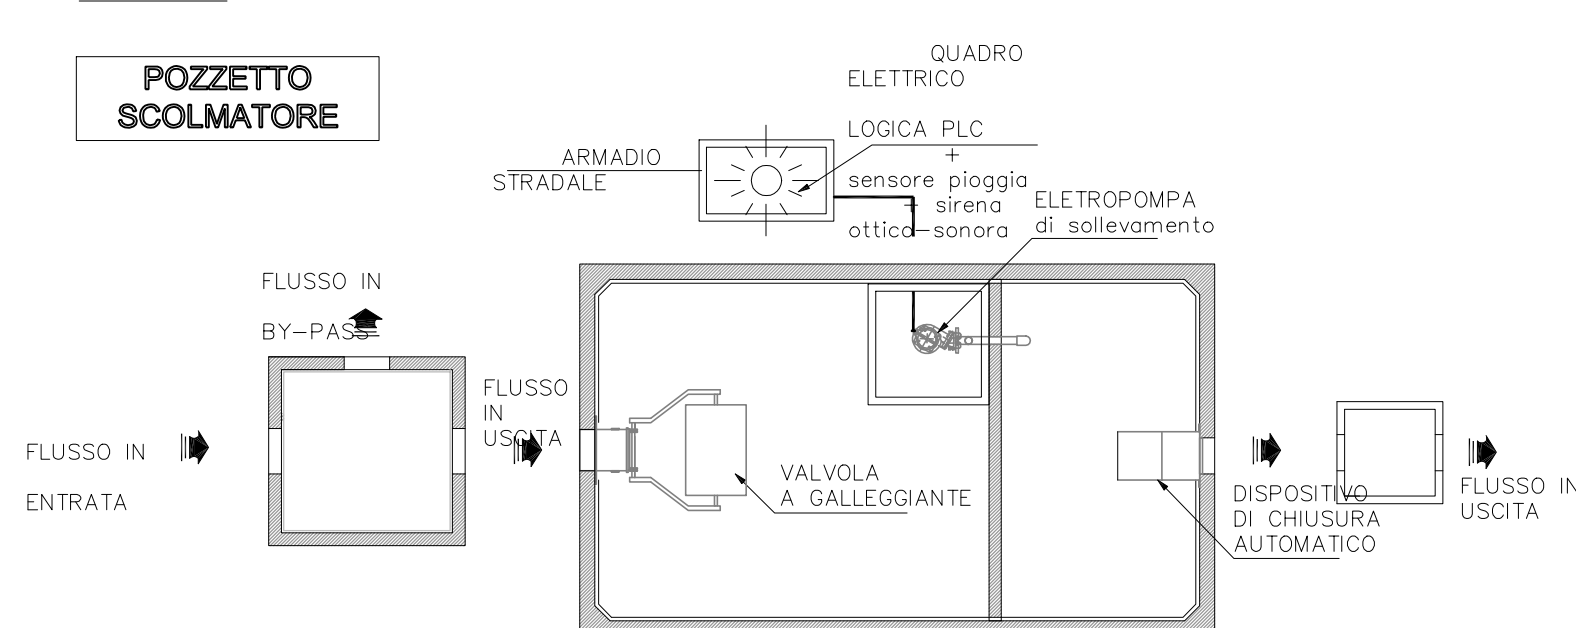 POZZETTO
SCOLMATORE
QUADRO
ELETTRICO
LOGICA PLC
+
sensore pioggia
+ sirena
ottico-sonora
ARMADIO
STRADALE
ELETROPOMPA
di sollevamento
FLUSSO IN
BY-PASS
FLUSSO IN
ENTRATA
FLUSSO
IN
USCITA
VALVOLA
A GALLEGGIANTE
DISPOSITIVO
DI CHIUSURA
AUTOMATICO
FLUSSO IN
USCITA